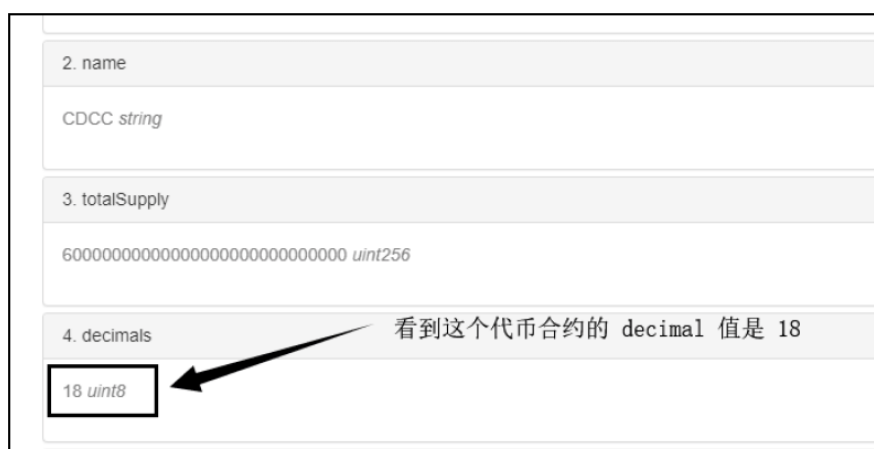 2. name
CDCC string
3. totalSupply
60000000000000000000000000000 uint256
4. decimals
看到这个代币合约的 decimal 值是 18
18 uint8